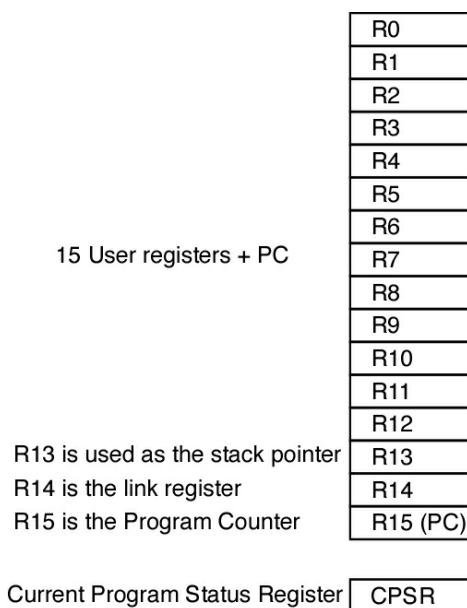 R0
R1
R2
R3
R4
R5
R6
15 User registers + PC R7
R8
R9
R10
R11
R12
R13 is used as the stack pointer R13
R14 is the link register R14
R15 is the Program Counter R15 (PC)
Current Program Status Register CPSR